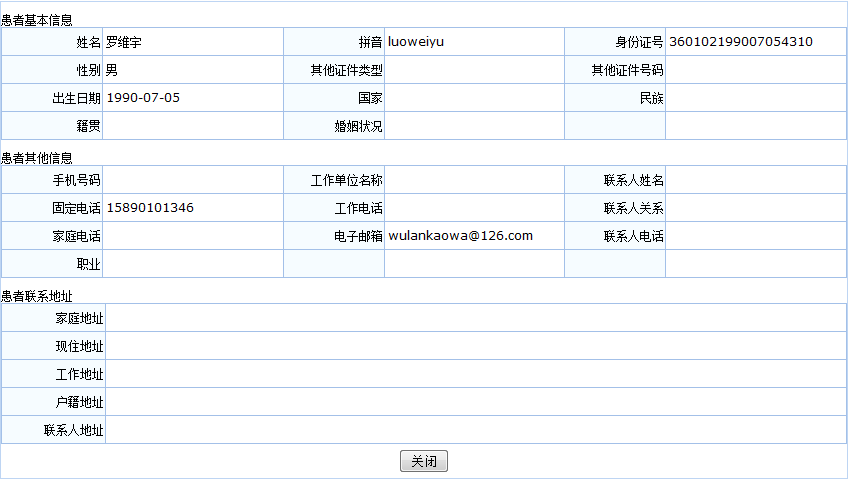 患者基本信息
姓名 罗维宇 拼音 luoweiyu 身份证号 360102199007054310
性别 男 其他证件类型 其他证件号码
出生日期 1990-07-05 国家 民族
籍贯 婚姻状况
患者其他信息
手机号码 工作单位名称 联系人姓名
固定电话 15890101346 工作电话 联系人关系
家庭电话 电子邮箱 wulankaowa@126.com 联系人电话
职业
患者联系地址
家庭地址
现住地址
工作地址
户籍地址
联系人地址
关闭